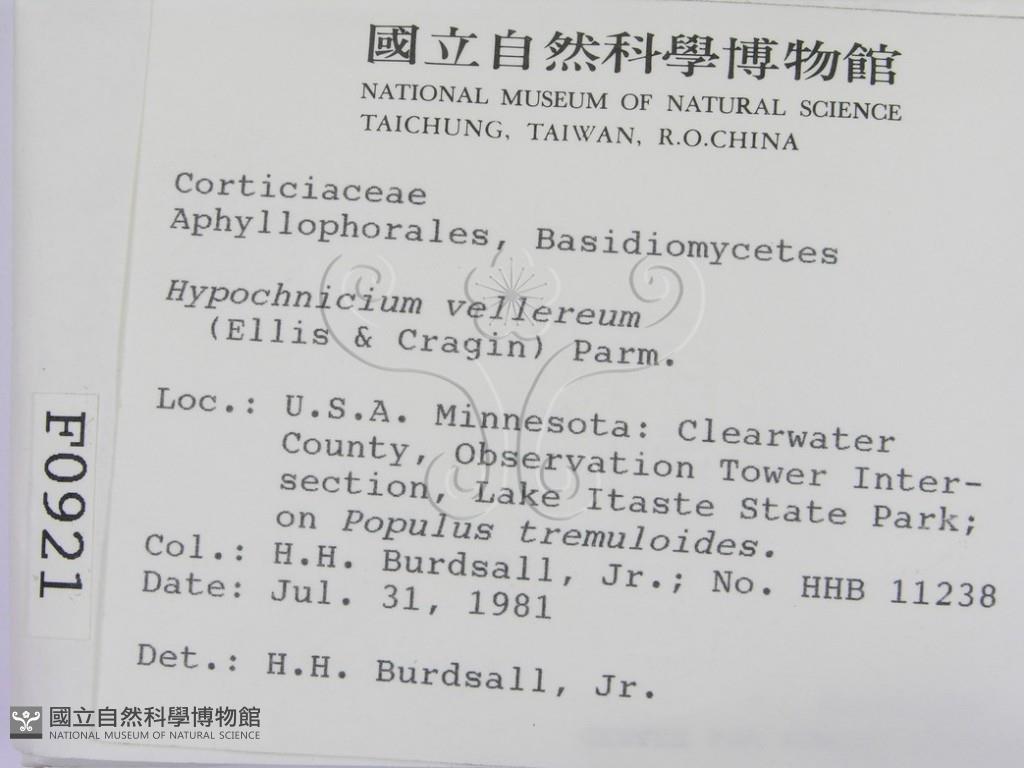 國立自然科學博物館
NATIONAL MUSEUM OF NATURAL SCIENCE
TAICHUNG, TAIWAN, R.O.CHINA
Corticiaceae
Aphyllophorales, Basidiomycetes
Hypochnicium vellereum
(Ellis & Cragin) Parm.
Loc.: U.S.A. Minnesota: Clearwater
County, Observation Tower Inter-
section, Lake Itaste State Park;
on Populus tremuloides.
Col.: H.H. Burdsall, Jr.; No. HHB 11238
Date: Jul. 31, 1981
Det.: H.H. Burdsall, Jr.
F0921
國立自然科學博物館
NATIONAL MUSEUM OF NATURAL SCIENCE